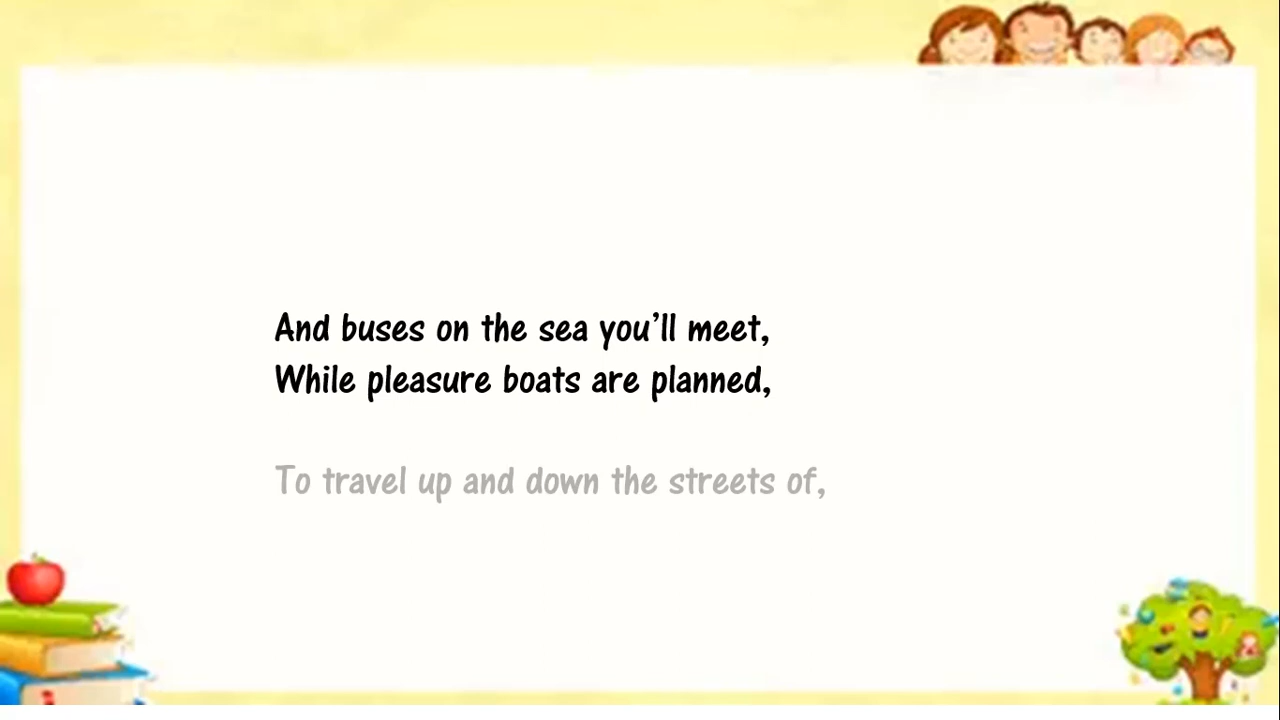 And buses on the sea you’ll meet,
While pleasure boats are planned,
To travel up and down the streets of,